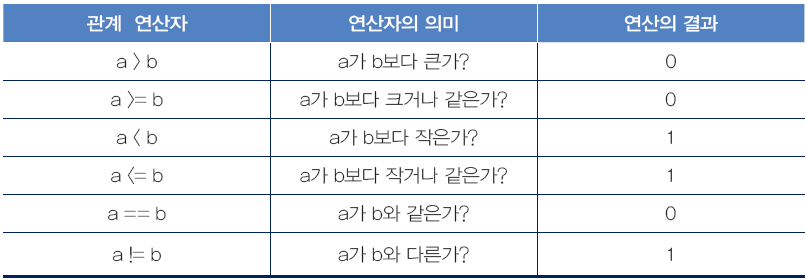 관계 연산자 연산자의 의미 연산의 결과
a > b a가 b보다 큰가? 0
a >= b a가 b보다 크거나 같은가? 0
a < b a가 b보다 작은가? 1
a <= b a가 b보다 작거나 같은가? 1
a == b a가 b와 같은가? 0
a != b a가 b와 다른가? 1